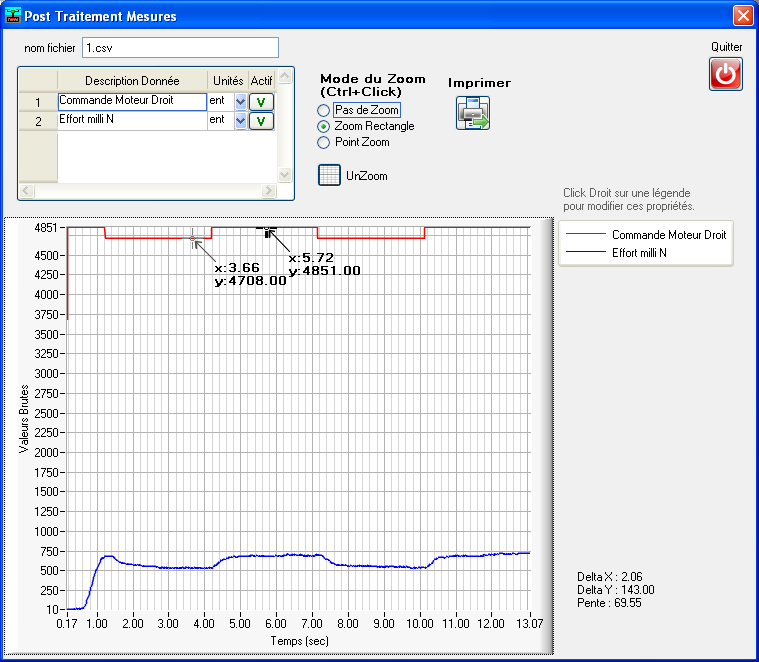 Post Traitement Mesures
nom fichier 1.csv
Quitter
Description Donnée Unités Actif
1 Commande Moteur Droit ent V
2 Effort milli N ent V
Mode du Zoom
(Ctrl+Click)
Pas de Zoom
Zoom Rectangle
Point Zoom
UnZoom
Imprimer
Click Droit sur une légende
pour modifier ces propriétés.
Commande Moteur Droit
Effort milli N
4851
4500
4250
4000
3750
3500
3250
3000
2750
2500
2250
2000
1750
1500
1250
1000
750
500
250
10
Valeurs Brutes
x:3.66
y:4708.00
x:5.72
y:4851.00
0.17 1.00 2.00 3.00 4.00 5.00 6.00 7.00 8.00 9.00 10.00 11.00 12.00 13.07
Temps (sec)
Delta X : 2.06
Delta Y : 143.00
Pente : 69.55